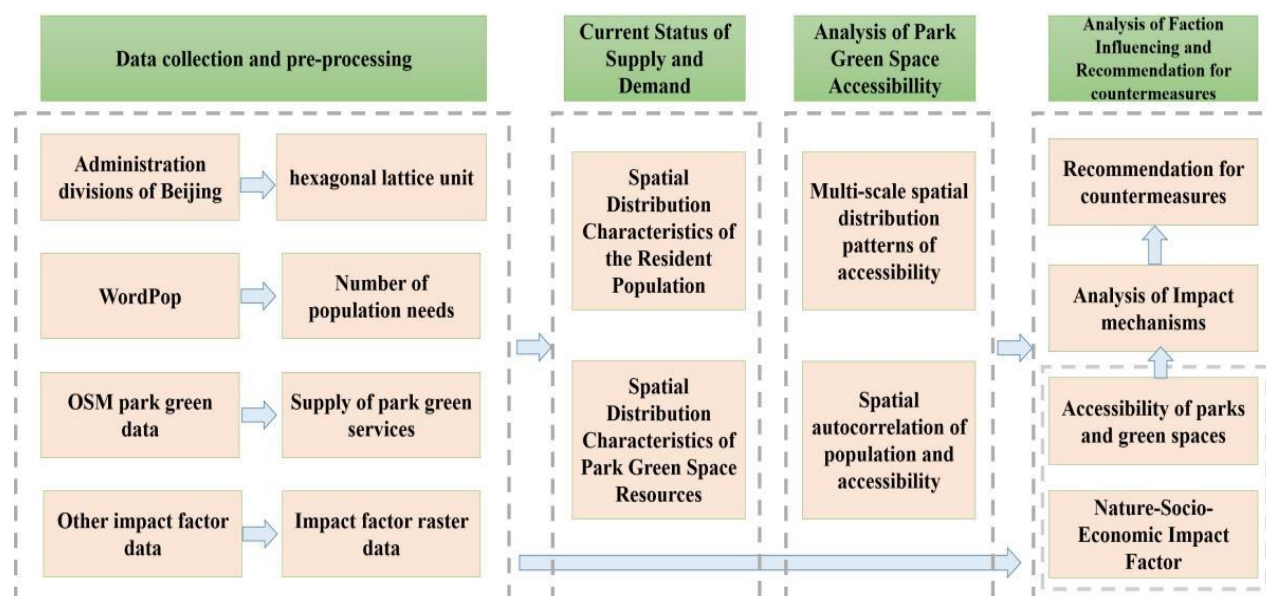 Data collection and pre-processing
Current Status of
Supply and
Demand
Analysis of Park
Green Space
Accessibillity
Analysis of Faction
Influencing and
Recommendation for
countermeasures
Administration
divisions of Beijing
hexagonal lattice unit
WordPop
Number of
population needs
OSM park green
data
Supply of park green
services
Other impact factor
data
Impact factor raster
data
Spatial
Distribution
Characteristics of
the Resident
Population
Spatial
Distribution
Characteristics of
Park Green Space
Resources
Multi-scale spatial
distribution
patterns of
accessibility
Spatial
autocorrelation of
population and
accessibility
Recommendation for
countermeasures
Analysis of Impact
mechanisms
Accessibility of parks
and green spaces
Nature-Socio-
Economic Impact
Factor